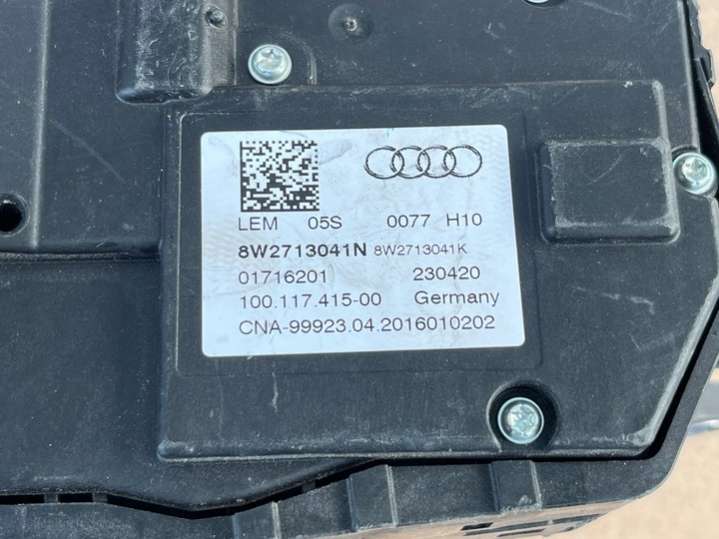 LEM 05S 0077 H10
8W2713041N 8W2713041K
01716201 230420
100.117.415-00 Germany
CNA-99923.04.2016010202